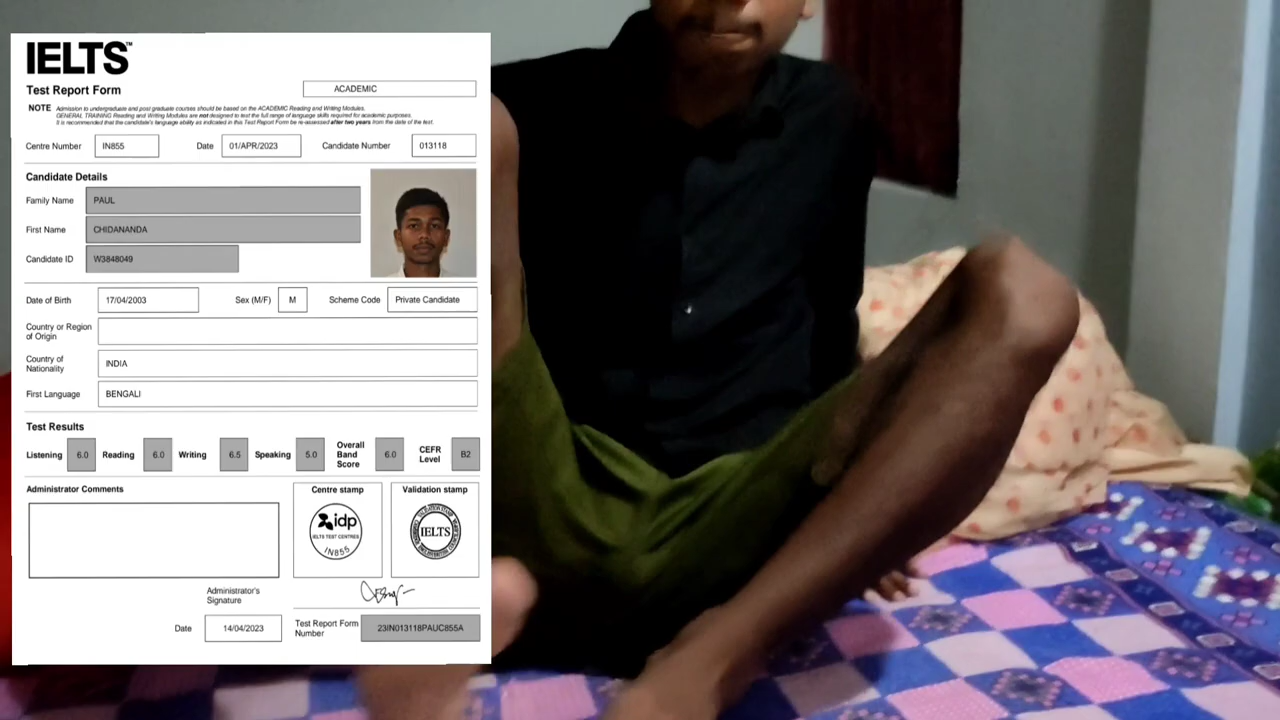 IELTS™
Test Report Form
ACADEMIC
NOTE Admission to undergraduate and post graduate courses should be based on the ACADEMIC Reading and Writing Modules.
GENERAL TRAINING Reading and Writing Modules are not designed to test the full range of language skills required for academic purposes.
It is recommended that the candidate's language ability as indicated in this Test Report Form be re-assessed after two years from the date of the test.
Centre Number IN855 Date 01/APR/2023 Candidate Number 013118
Candidate Details
Family Name PAUL
First Name CHIDANANDA
Candidate ID W3848049
Date of Birth 17/04/2003 Sex (M/F) M Scheme Code Private Candidate
Country or Region
of Origin
Country of
Nationality INDIA
First Language BENGALI
Test Results
Listening 6.0 Reading 6.0 Writing 6.5 Speaking 5.0 Overall Band Score 6.0 CEFR Level B2
Administrator Comments
Centre stamp
Validation stamp
idp
IELTS TEST CENTRES
IN855
IELTS
Administrator's
Signature
Date 14/04/2023
Test Report Form
Number 23IN013118PAUC855A